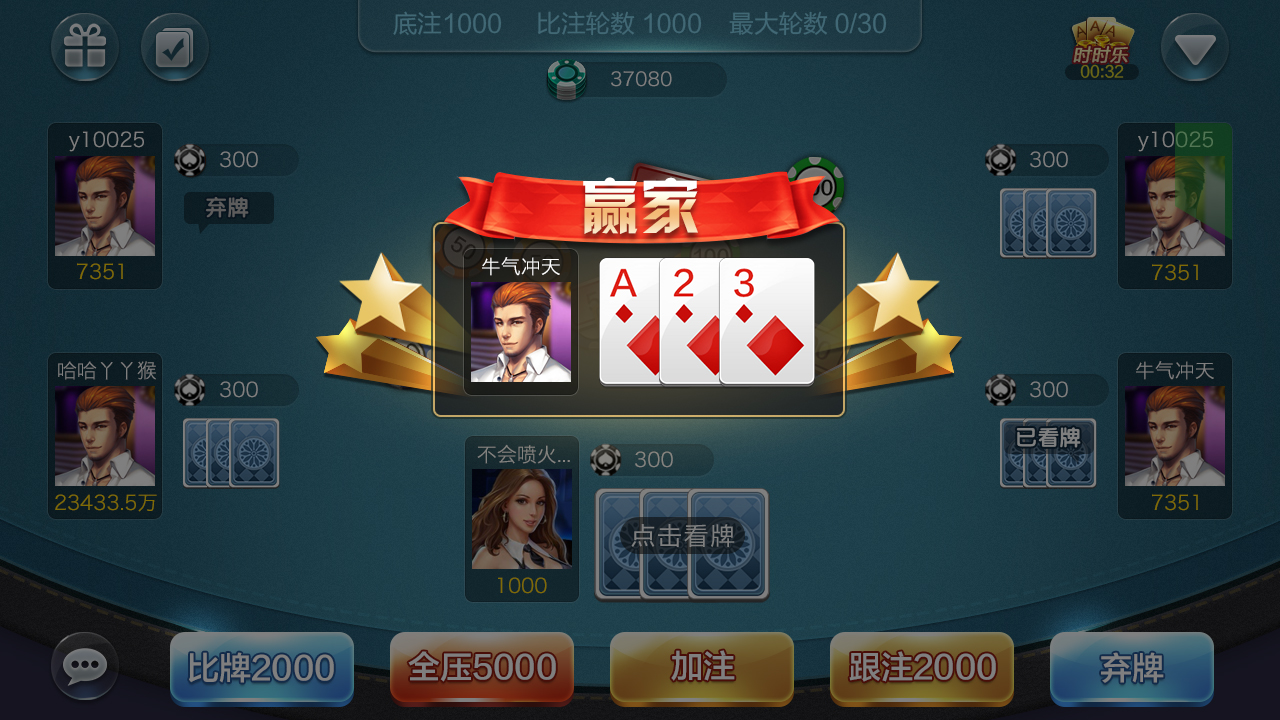 底注1000 比注轮数 1000 最大轮数 0/30
37080
时时乐
00:32
y10025
300
弃牌
7351
y10025
300
7351
赢家
牛气冲天
A 2 3
50
100
哈哈丫丫猴
300
23433.5万
牛气冲天
300
已看牌
7351
不会喷火...
300
点击看牌
1000
比牌2000
全压5000
加注
跟注2000
弃牌